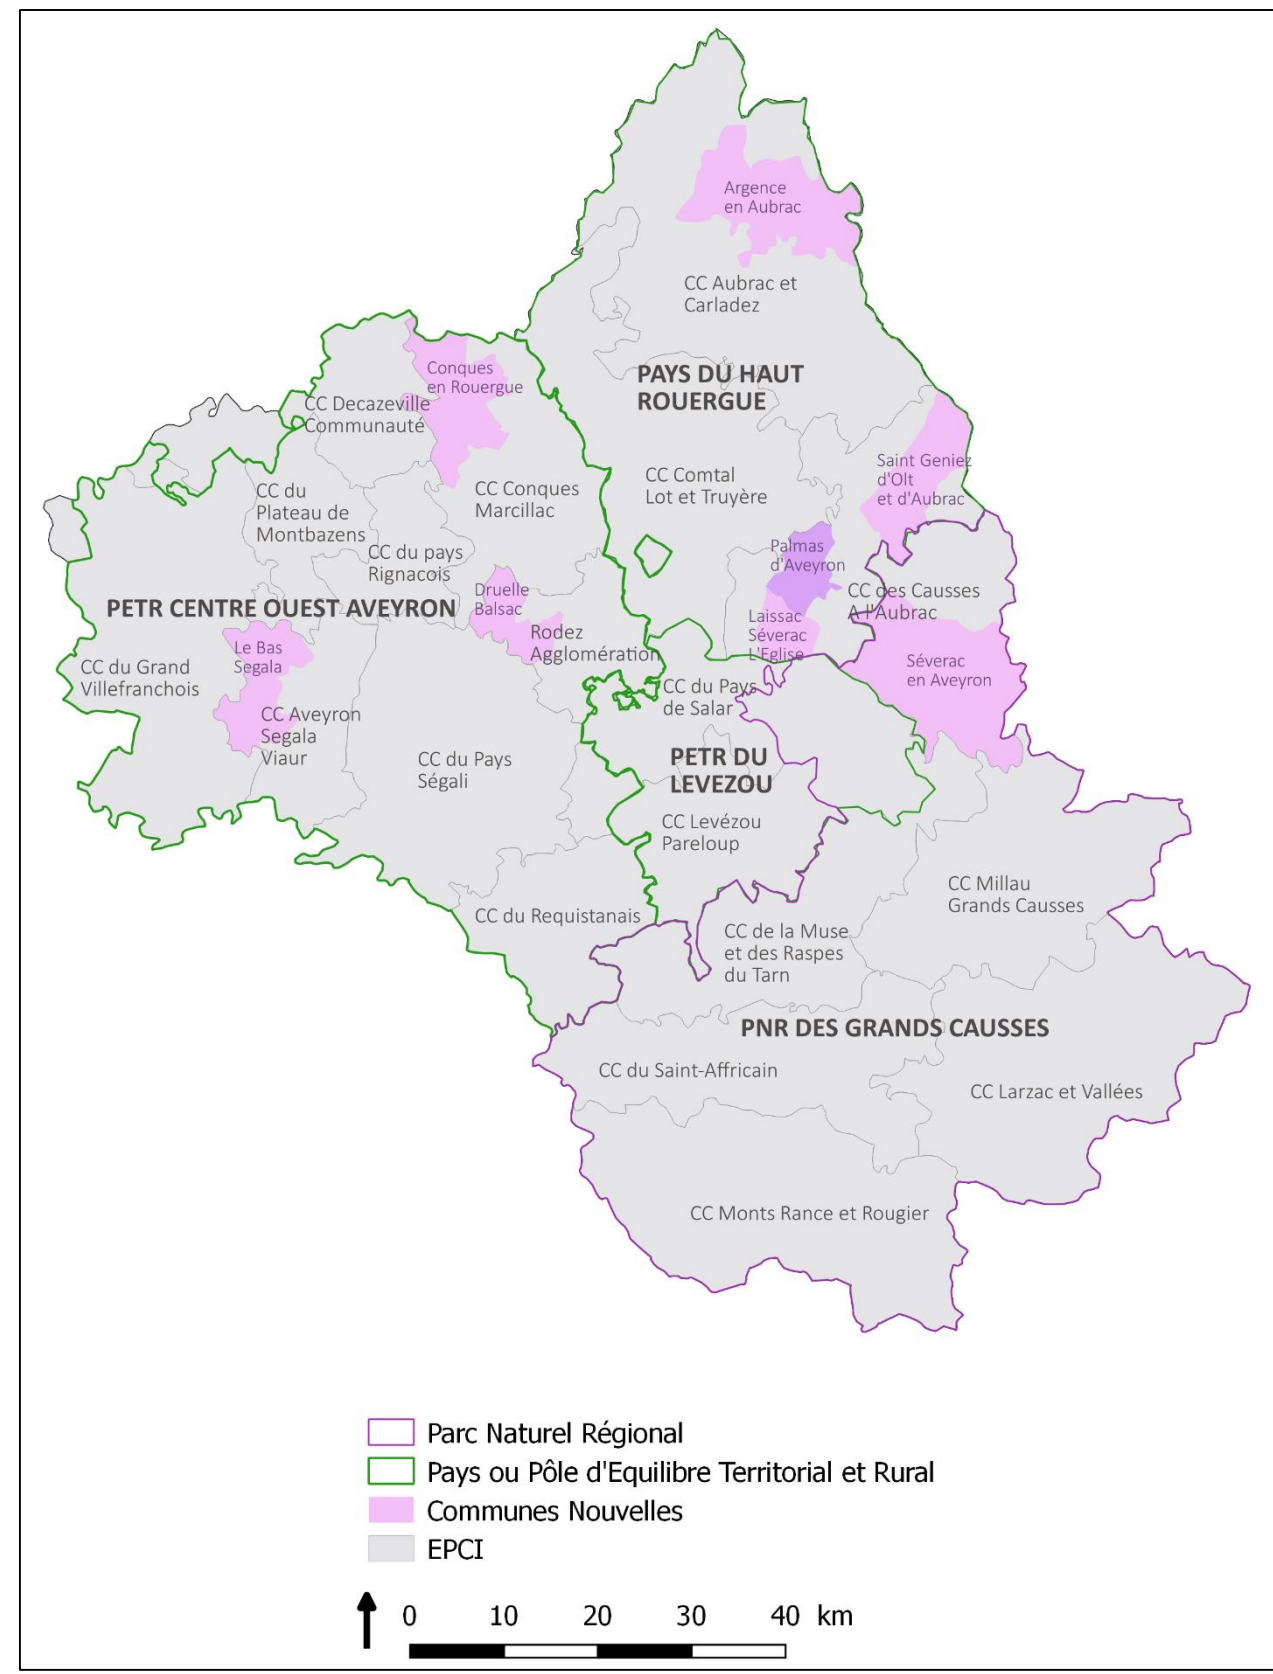 Argence
en Aubrac
CC Aubrac et
Carladez
PAYS DU HAUT
ROUERGUE
Conques
en Rouergue
CC Decazeville
Communauté
Saint Geniez
d'Olt
et d'Aubrac
CC Comtal
Lot et Truyère
CC du
Plateau de
Montbazens
CC Conques
Marcillac
Palmas
d'Aveyron
CC du pays
Rignacois
CC des Causses
A l'Aubrac
Druelle
Balsac
PETR CENTRE OUEST AVEYRON
Laissac
Séverac
L'Eglise
Rodez
Agglomération
Le Bas
Segala
CC du Grand
Villefranchois
Séverac
en Aveyron
CC du Pays
de Salar
CC Aveyron
Segala
Viaur
CC du Pays
Ségali
PETR DU
LEVEZOU
CC Levézou
Pareloup
CC Millau
Grands Causses
CC du Requistanais
CC de la Muse
et des Raspes
du Tarn
PNR DES GRANDS CAUSSES
CC du Saint-Affricain
CC Larzac et Vallées
CC Monts Rance et Rougier
Parc Naturel Régional
Pays ou Pôle d'Equilibre Territorial et Rural
Communes Nouvelles
EPCI
0 10 20 30 40 km